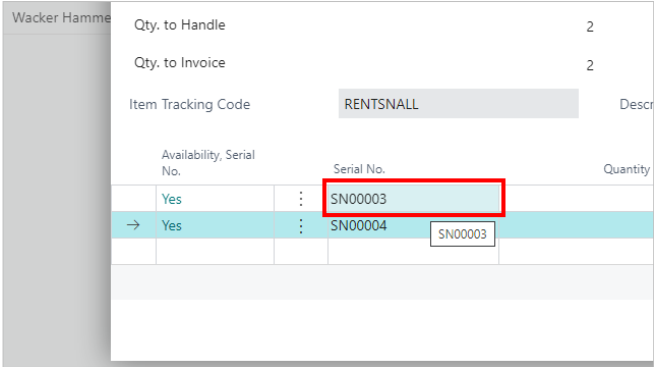 Wacker Hamme
Qty. to Handle 2
Qty. to Invoice 2
Item Tracking Code RENTSNALL Descr
Availability, Serial No. Serial No. Quantity
Yes SN00003
Yes SN00004
SN00003